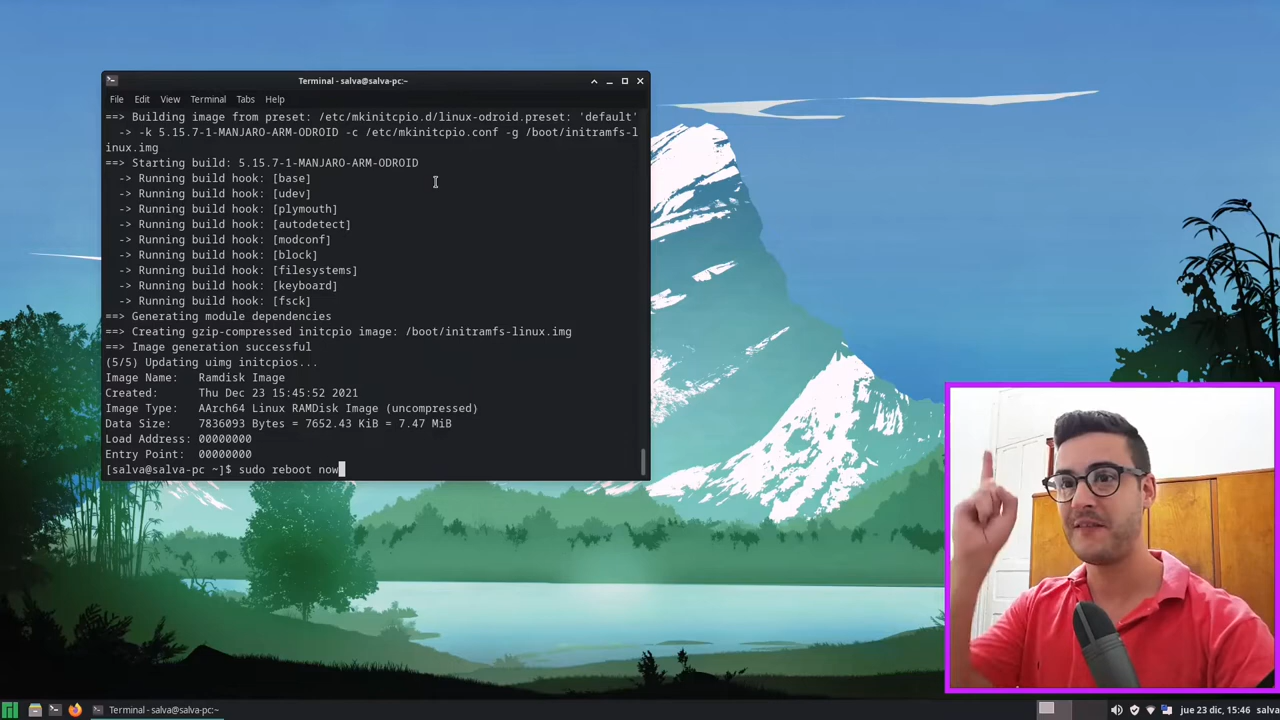 Terminal - salva@salva-pc:~
File Edit View Terminal Tabs Help
==> Building image from preset: /etc/mkinitcpio.d/linux-odroid.preset: 'default'
  -> -k 5.15.7-1-MANJARO-ARM-ODROID -c /etc/mkinitcpio.conf -g /boot/initramfs-l
inux.img
==> Starting build: 5.15.7-1-MANJARO-ARM-ODROID
  -> Running build hook: [base]
  -> Running build hook: [udev]
  -> Running build hook: [plymouth]
  -> Running build hook: [autodetect]
  -> Running build hook: [modconf]
  -> Running build hook: [block]
  -> Running build hook: [filesystems]
  -> Running build hook: [keyboard]
  -> Running build hook: [fsck]
==> Generating module dependencies
==> Creating gzip-compressed initcpio image: /boot/initramfs-linux.img
==> Image generation successful
(5/5) Updating uimg initcpios...
Image Name:   Ramdisk Image
Created:      Thu Dec 23 15:45:52 2021
Image Type:   AArch64 Linux RAMDisk Image (uncompressed)
Data Size:    7836093 Bytes = 7652.43 KiB = 7.47 MiB
Load Address: 00000000
Entry Point:  00000000
[salva@salva-pc ~]$ sudo reboot now
Terminal - salva@salva-pc:~
jue 23 dic, 15:46 salva